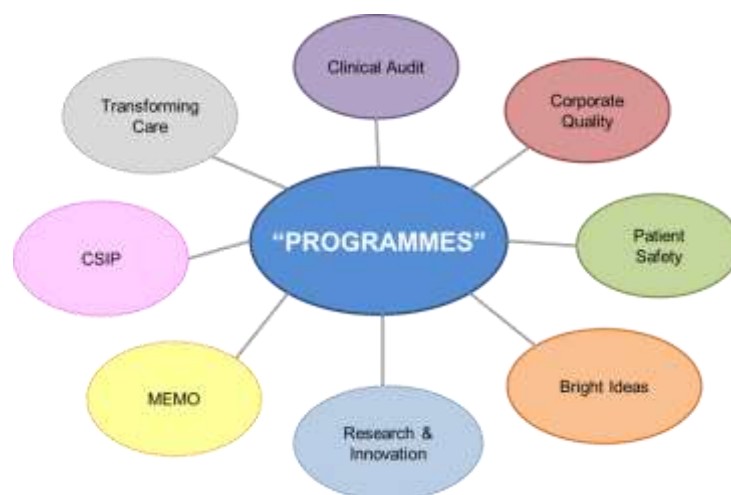 Clinical Audit
Transforming
Care
Corporate
Quality
"PROGRAMMES"
CSIP
Patient
Safety
MEMO
Bright Ideas
Research &
Innovation